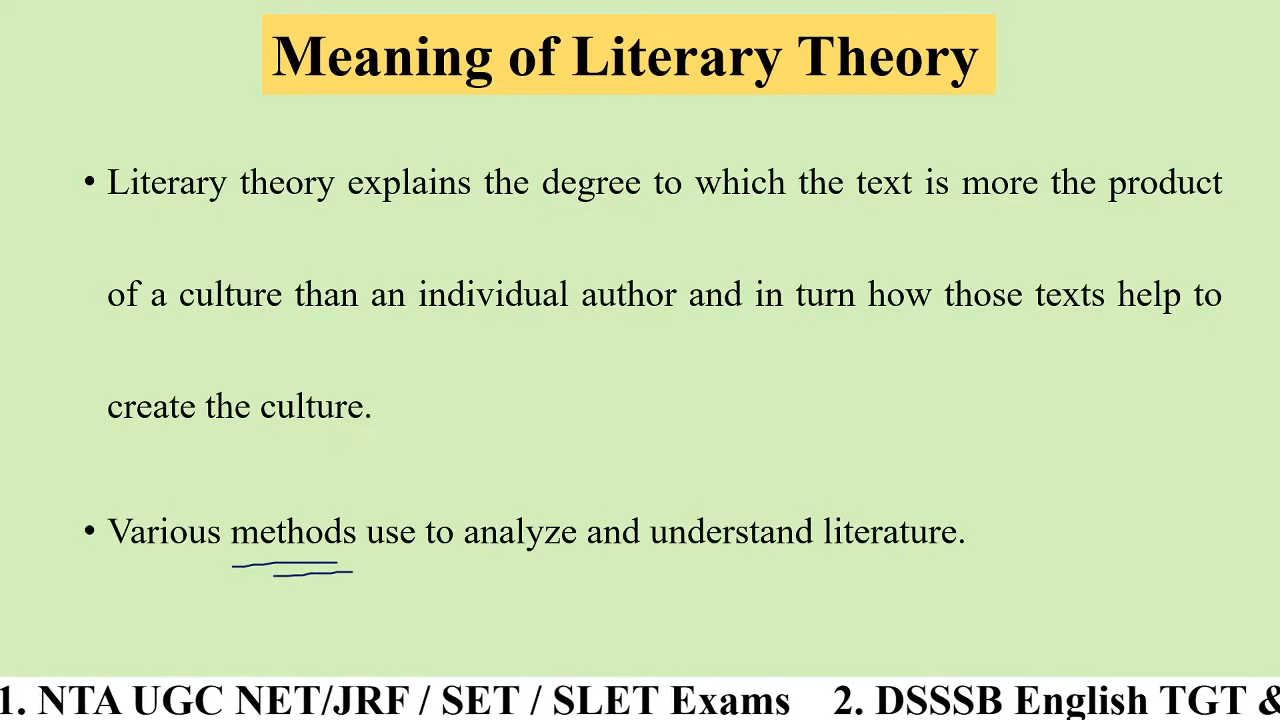 Meaning of Literary Theory
• Literary theory explains the degree to which the text is more the product
of a culture than an individual author and in turn how those texts help to
create the culture.
• Various methods use to analyze and understand literature.
1. NTA UGC NET/JRF / SET / SLET Exams 2. DSSSB English TGT &